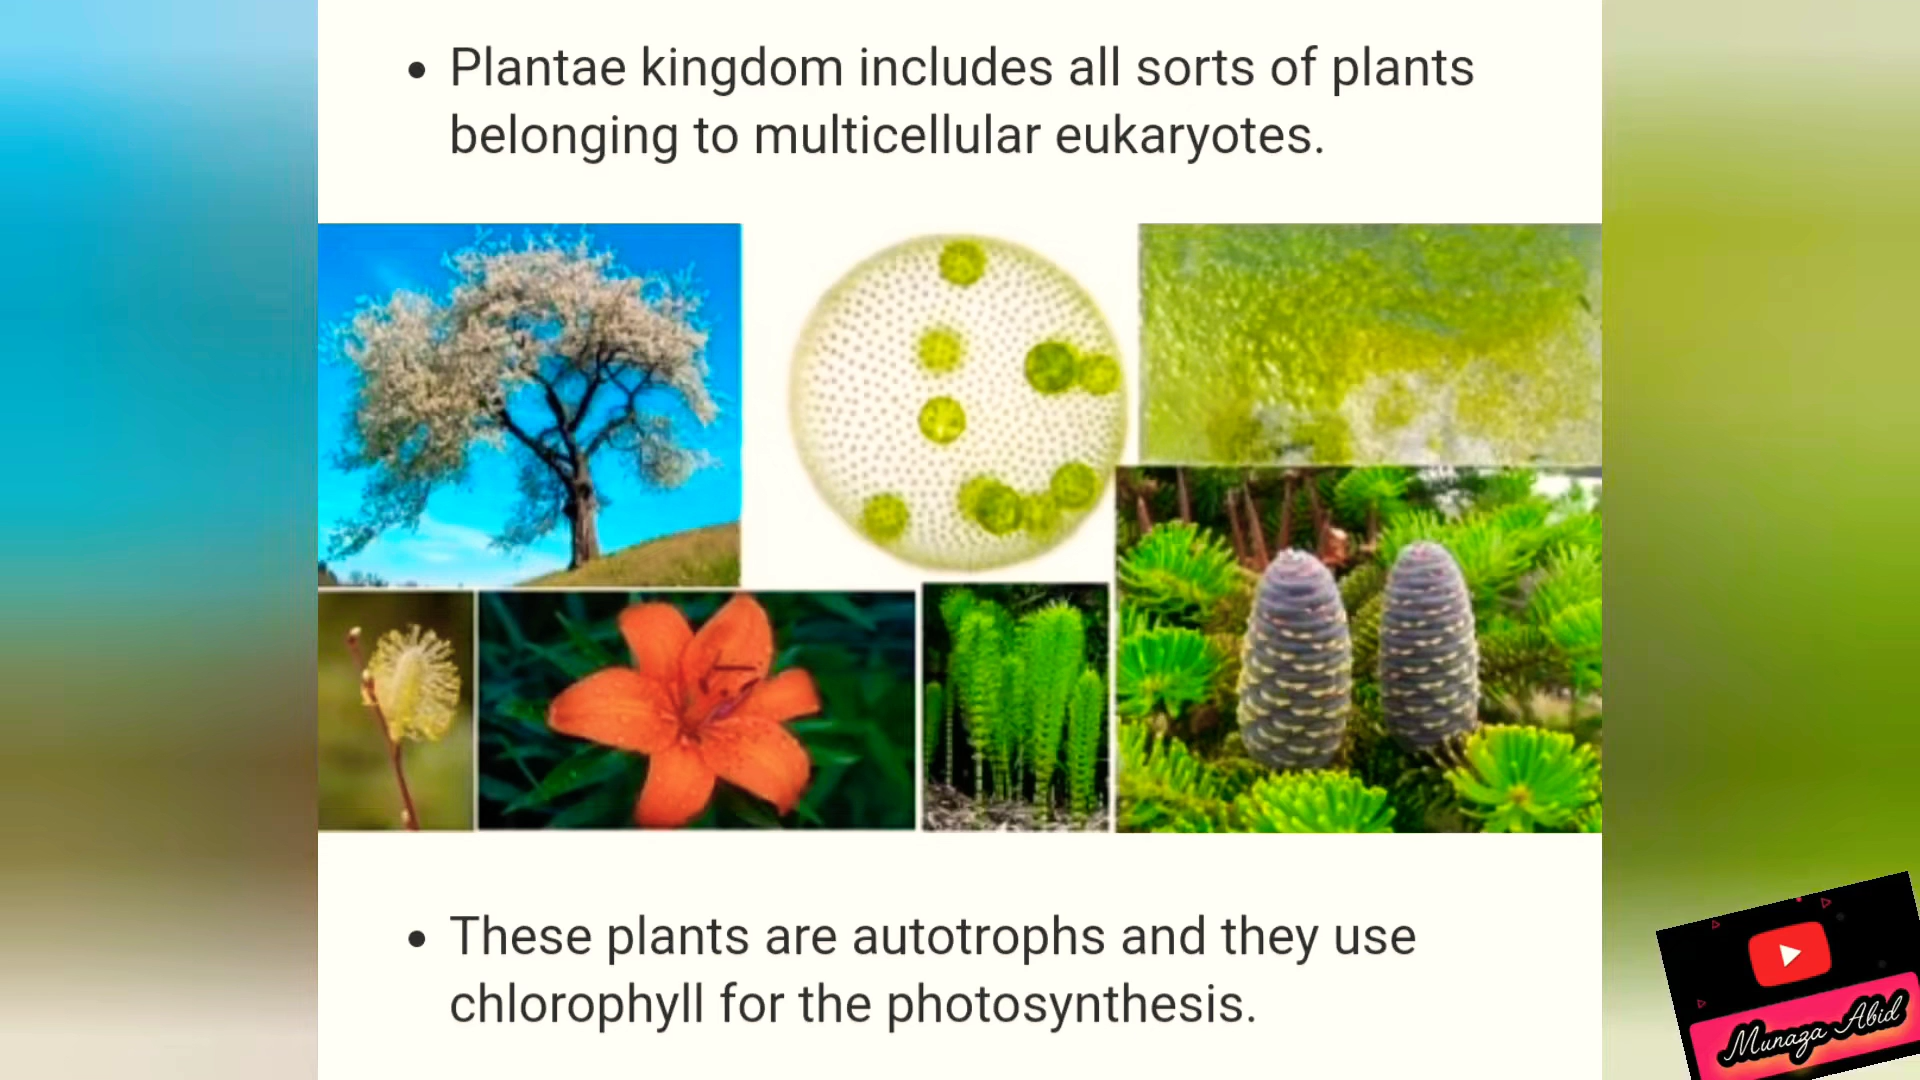 • Plantae kingdom includes all sorts of plants
belonging to multicellular eukaryotes.
• These plants are autotrophs and they use
chlorophyll for the photosynthesis.
Munaza Abid